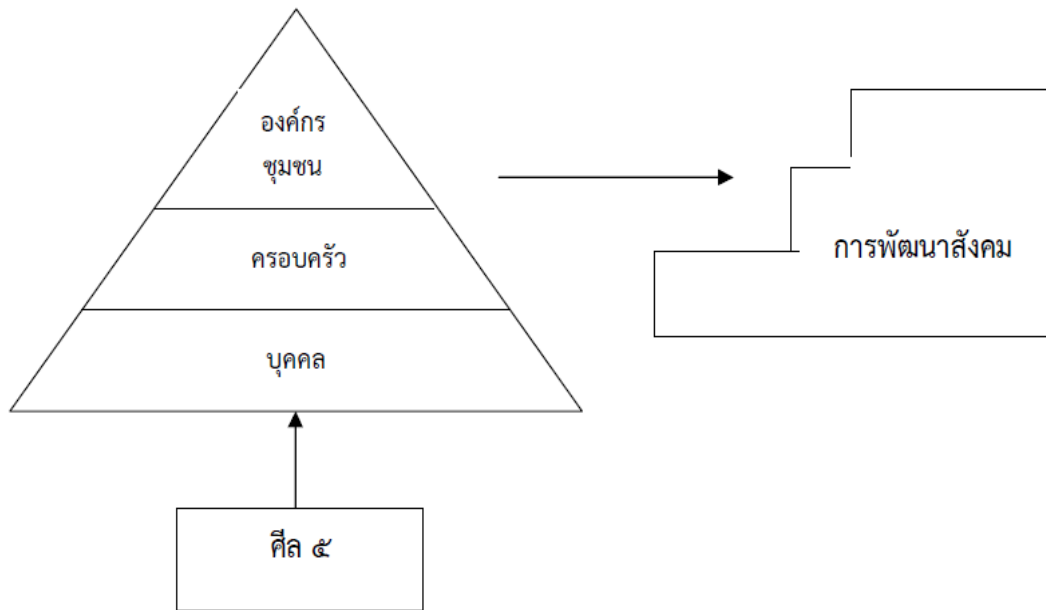 องค์กร
ชุมชน
ครอบครัว
บุคคล
ศีล ๕
การพัฒนาสังคม